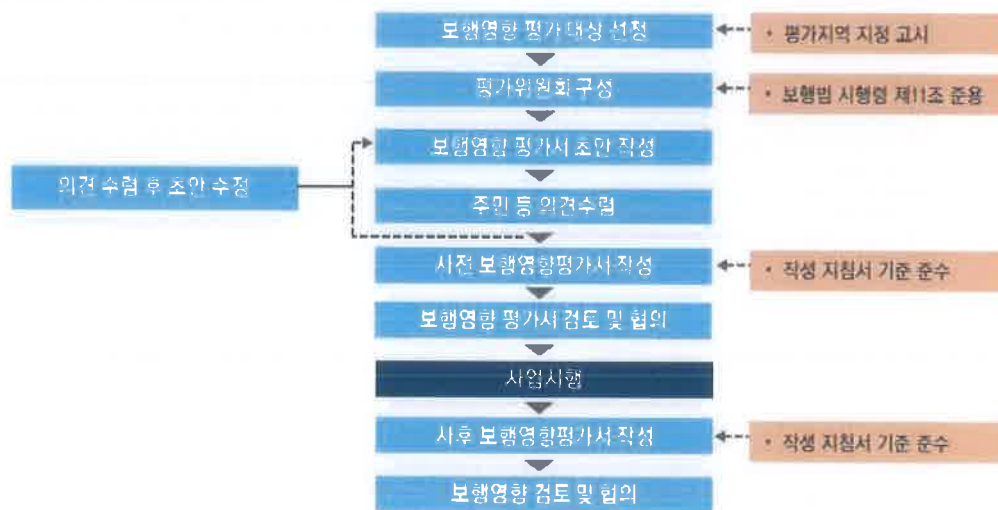 보행영향 평가 대상 선정
• 평가지역 지정 고시
평가위원회 구성
• 보행법 시행령 제11조 준용
보행영향 평가서 초안 작성
의견 수렴 후 초안 수정
주민 등 의견수렴
사전 보행영향평가서 작성
• 작성 지침서 기준 준수
보행영향 평가서 검토 및 협의
사업시행
사후 보행영향평가서 작성
• 작성 지침서 기준 준수
보행영향 검토 및 협의